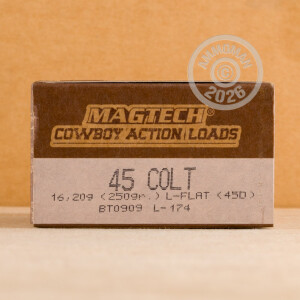 AMMOMAN
2026
MAGTECH
COWBOY ACTION LOADS
45 COLT
16,20g (250gr.) L-FLAT (45D)
BT0909 L-174